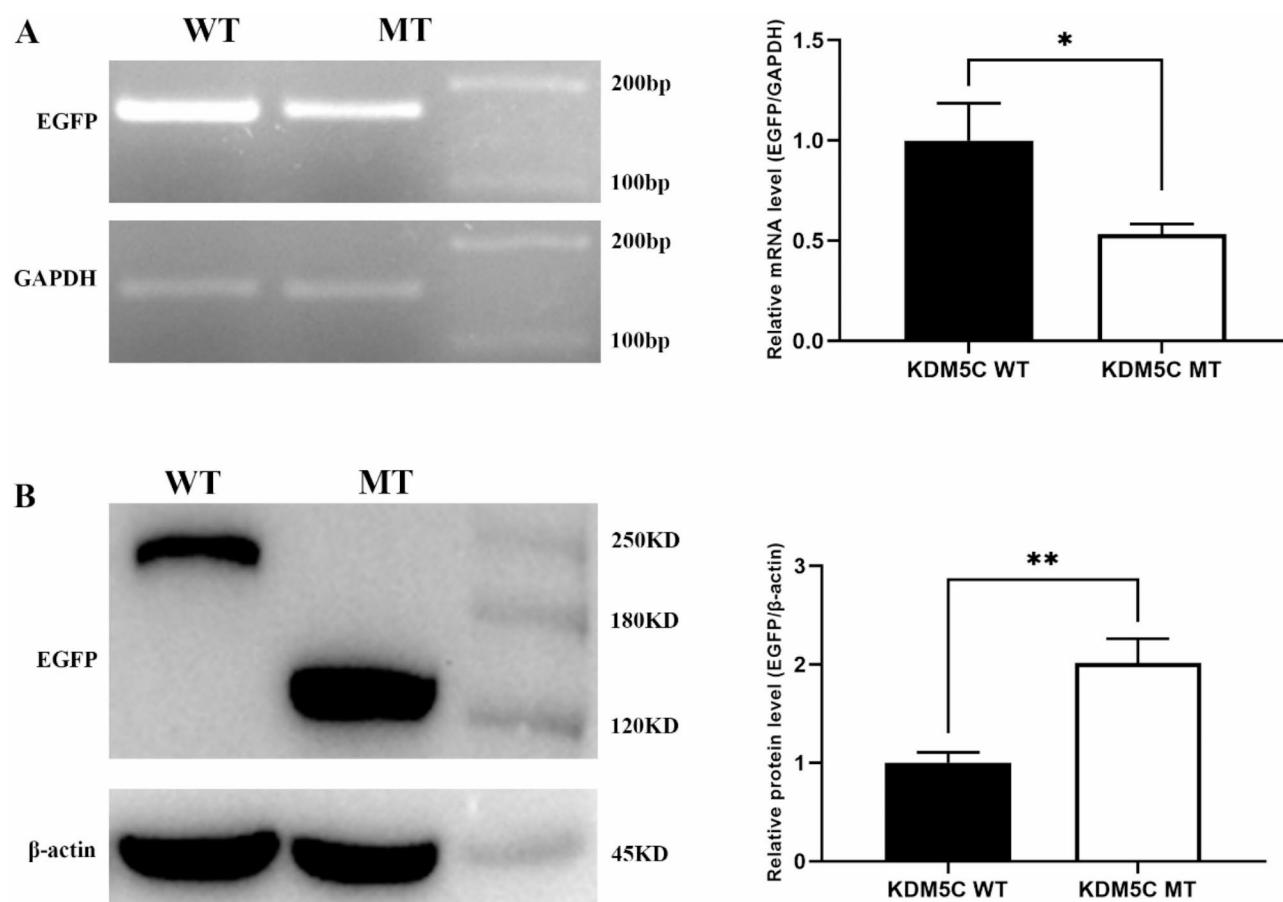 A
WT MT
EGFP
200bp
100bp
GAPDH
200bp
100bp
Relative mRNA level (EGFP/GAPDH)
1.5
1.0
0.5
0.0
*
KDM5C WT KDM5C MT
B
WT MT
EGFP
250KD
180KD
120KD
β-actin
45KD
Relative protein level (EGFP/β-actin)
3
2
1
0
**
KDM5C WT KDM5C MT